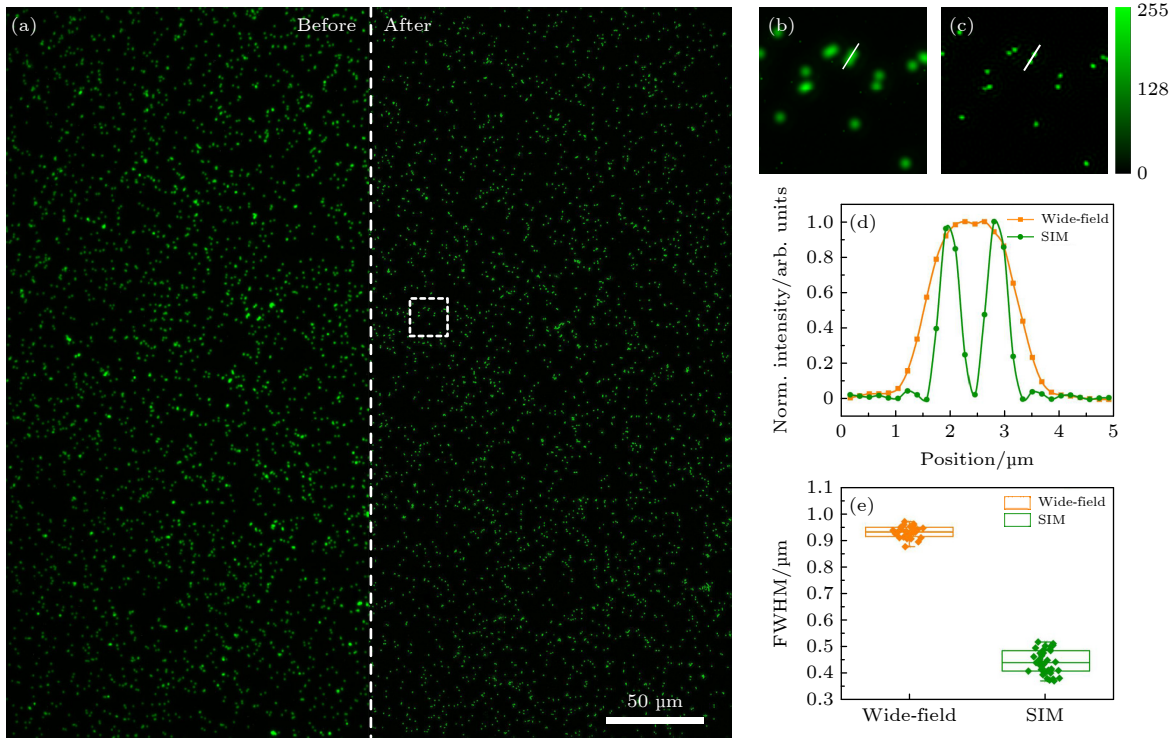 (a)
Before
After
50 µm
(b)
(c)
255
128
0
(d)
Wide-field
SIM
Norm. intensity/arb. units
1.0
0.8
0.6
0.4
0.2
0
0
1
2
3
4
5
Position/µm
(e)
Wide-field
SIM
FWHM/µm
1.1
1.0
0.9
0.8
0.7
0.6
0.5
0.4
0.3
Wide-field
SIM